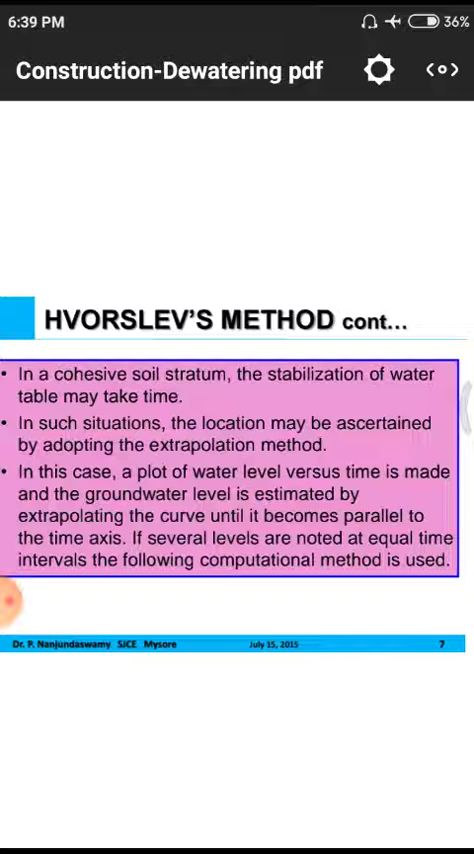 6:39 PM
36%
Construction-Dewatering pdf
HVORSLEV'S METHOD cont...
• In a cohesive soil stratum, the stabilization of water
table may take time.
• In such situations, the location may be ascertained
by adopting the extrapolation method.
• In this case, a plot of water level versus time is made
and the groundwater level is estimated by
extrapolating the curve until it becomes parallel to
the time axis. If several levels are noted at equal time
intervals the following computational method is used.
Dr. P. Nanjundaswamy SJCE Mysore July 15, 2015 7